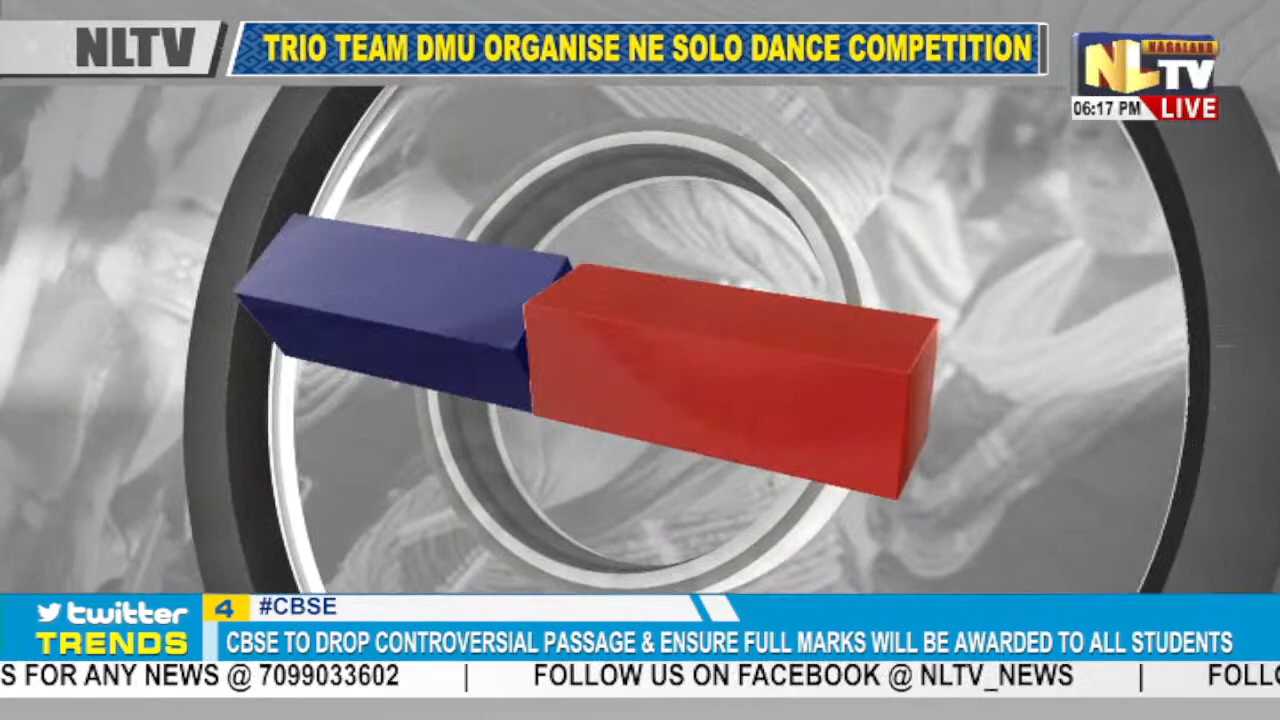 NLTV
TRIO TEAM DMU ORGANISE NE SOLO DANCE COMPETITION
NAGALAND
NLTV
06:17 PM LIVE
twitter
TRENDS
4 #CBSE
CBSE TO DROP CONTROVERSIAL PASSAGE & ENSURE FULL MARKS WILL BE AWARDED TO ALL STUDENTS
S FOR ANY NEWS @ 7099033602 | FOLLOW US ON FACEBOOK @ NLTV_NEWS | FOLL